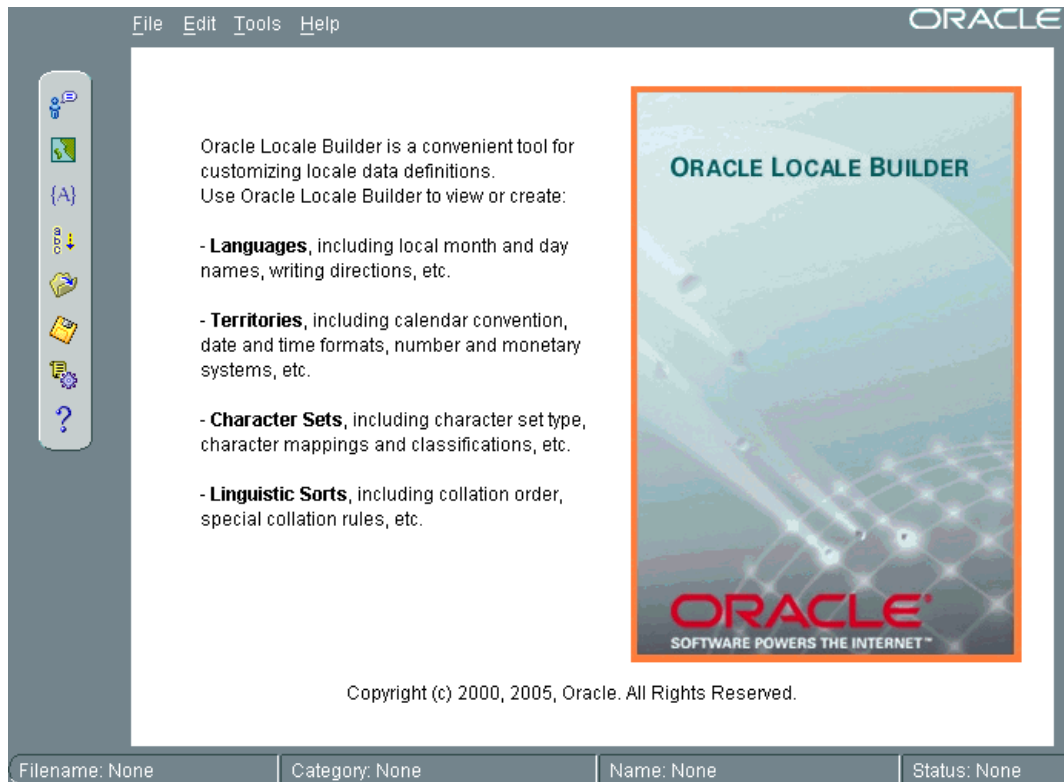 File Edit Tools Help
ORACLE
{A}
a
b
c
?
Oracle Locale Builder is a convenient tool for
customizing locale data definitions.
Use Oracle Locale Builder to view or create:
- Languages, including local month and day
names, writing directions, etc.
- Territories, including calendar convention,
date and time formats, number and monetary
systems, etc.
- Character Sets, including character set type,
character mappings and classifications, etc.
- Linguistic Sorts, including collation order,
special collation rules, etc.
ORACLE LOCALE BUILDER
ORACLE®
SOFTWARE POWERS THE INTERNET™
Copyright (c) 2000, 2005, Oracle. All Rights Reserved.
Filename: None Category: None Name: None Status: None